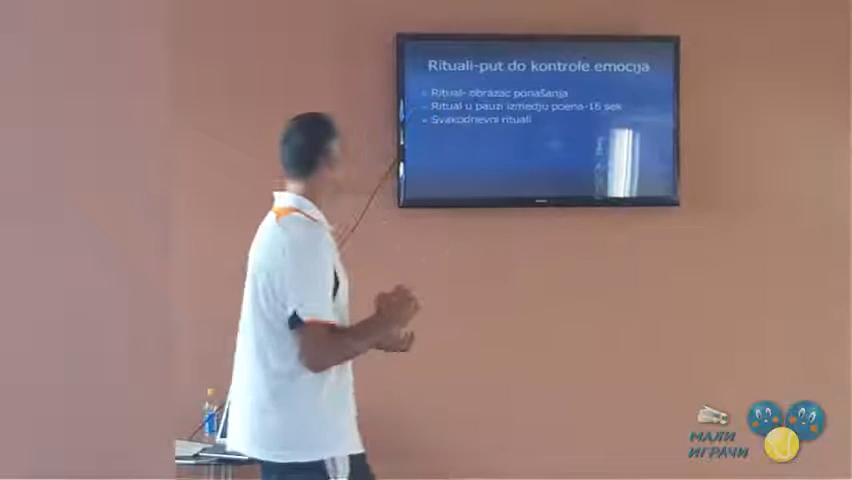 Rituali-put do kontrole emocija
Ritual- obrazac ponašanja
Ritual u pauzi izmedju poena-16 sek
Svakodnevni rituali
МАЛИ
ИГРАЧИ